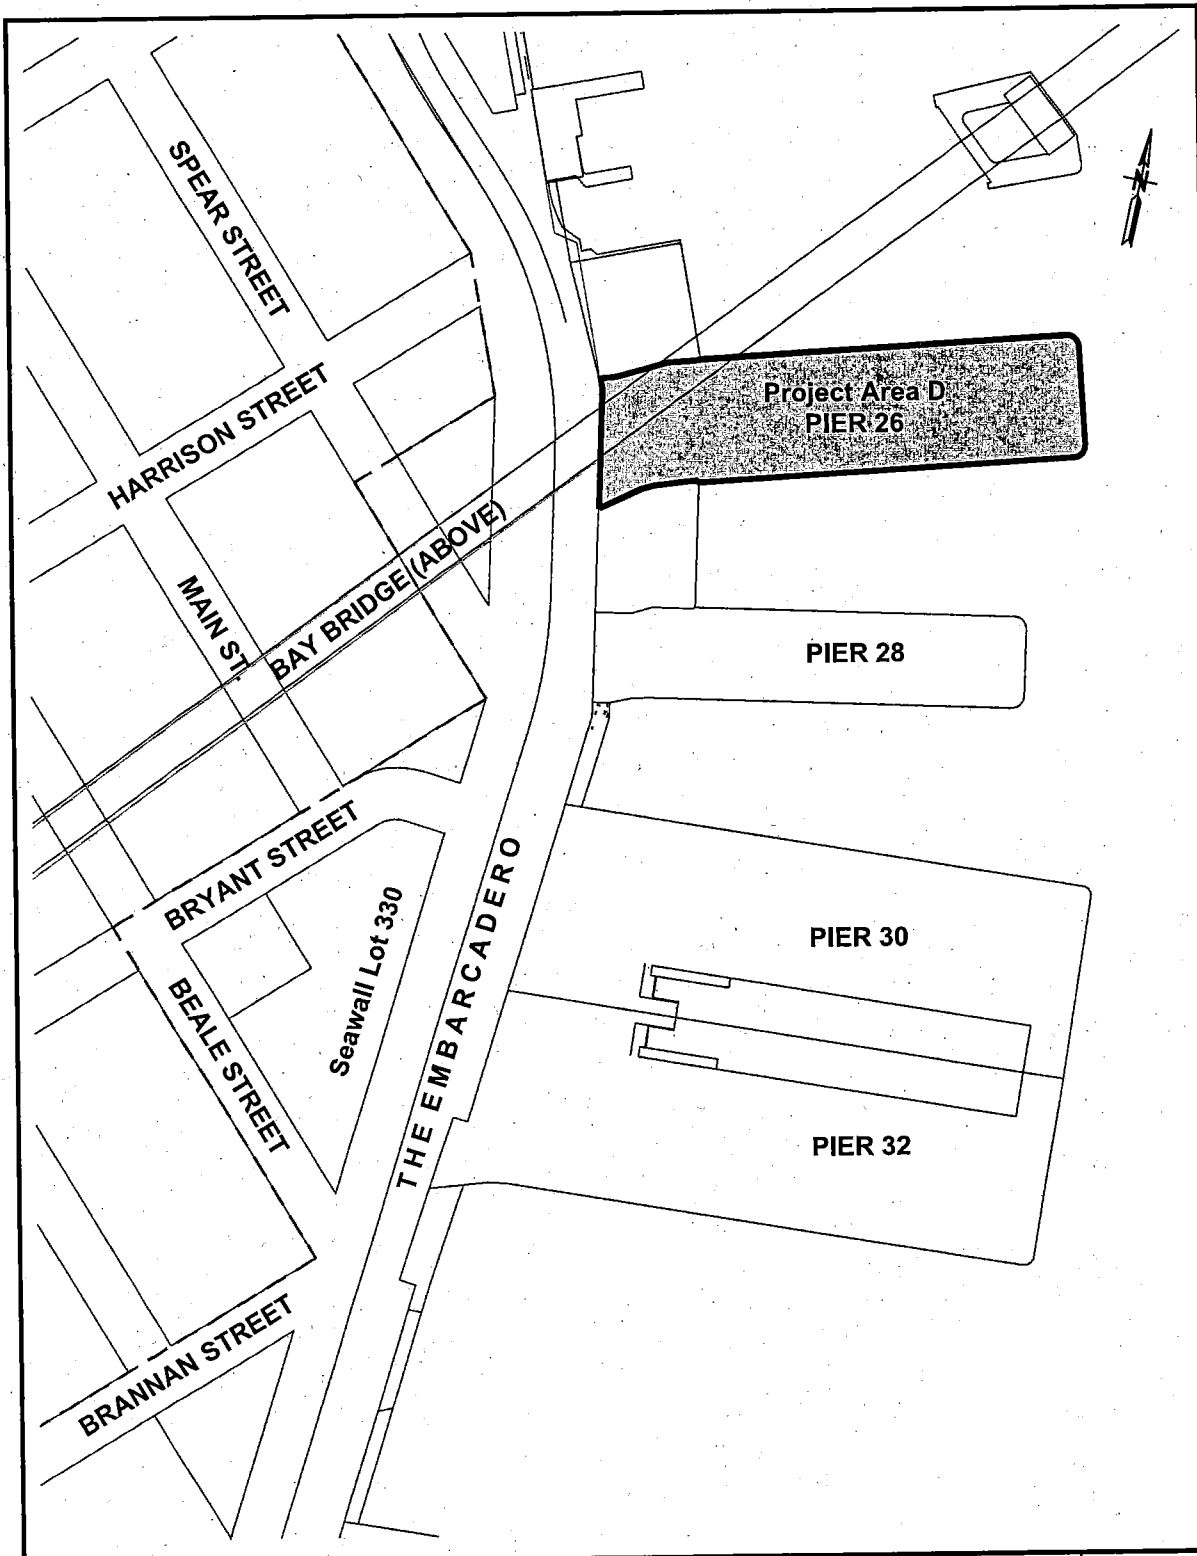 SPEAR STREET
HARRISON STREET
Project Area D
PIER 26
BAY BRIDGE (ABOVE)
MAIN ST.
PIER 28
BRYANT STREET
THE EMBARCADERO
Seawall Lot 330
PIER 30
BEALE STREET
PIER 32
BRANNAN STREET